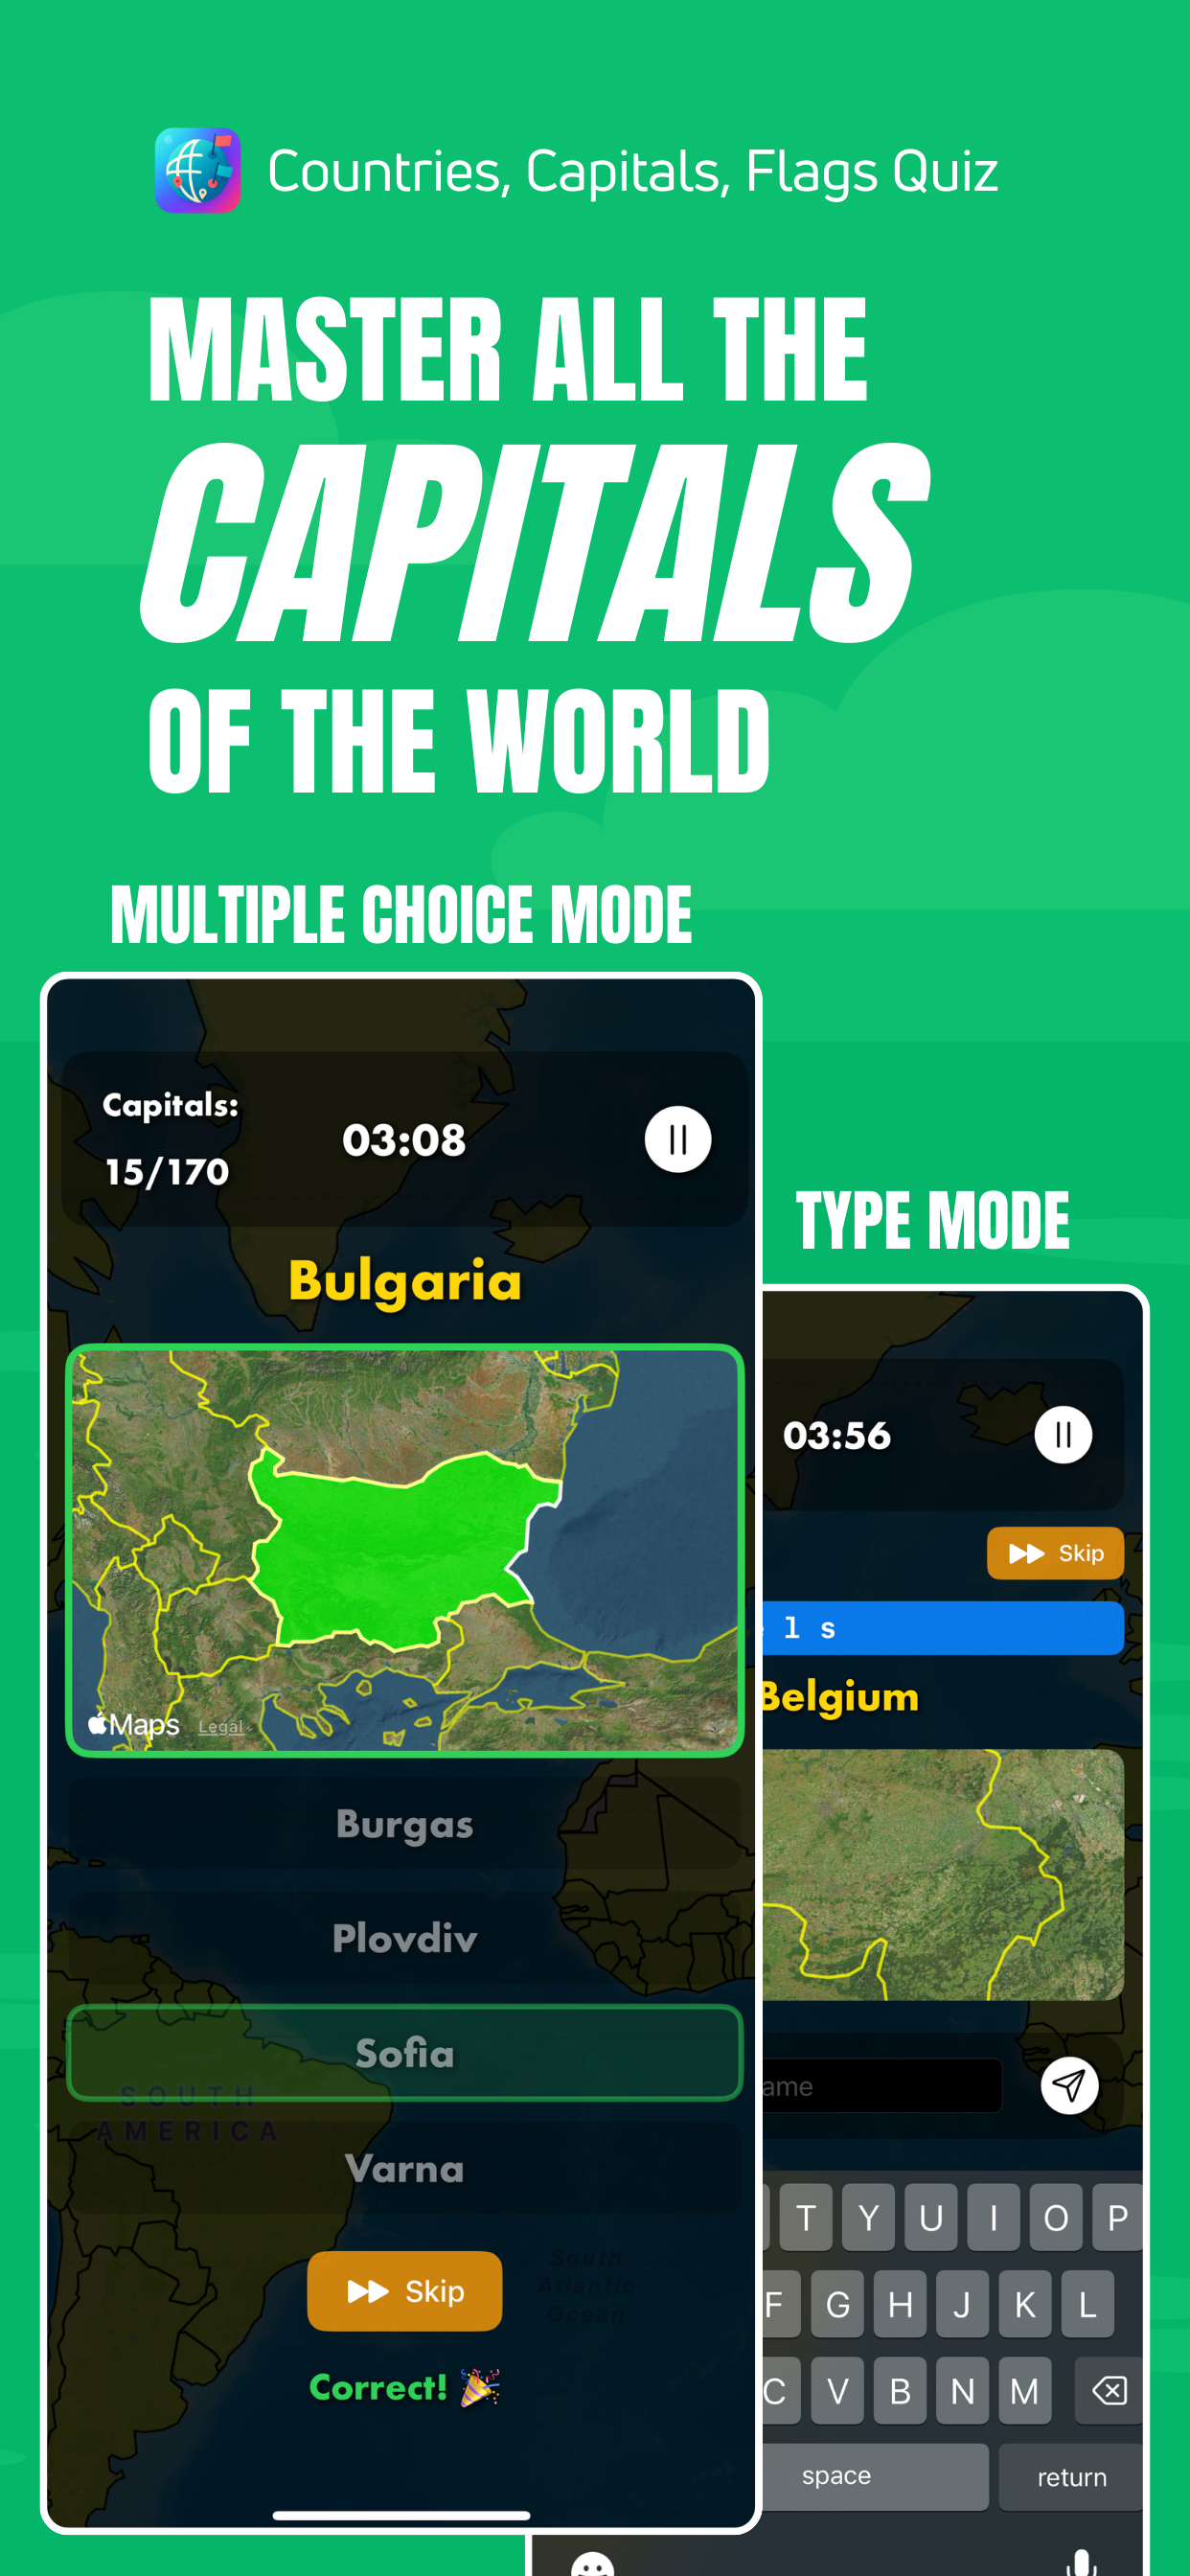 Countries, Capitals, Flags Quiz
MASTER ALL THE
CAPITALS
OF THE WORLD
MULTIPLE CHOICE MODE
Capitals:
15/170
03:08
Bulgaria
Maps Legal
Burgas
Plovdiv
Sofia
SOUTH
AMERICA
Varna
South
Atlantic
Ocean
Skip
Correct! 🎉
TYPE MODE
03:56
Skip
l s
Belgium
ame
T Y U I O P
F G H J K L
C V B N M
space return